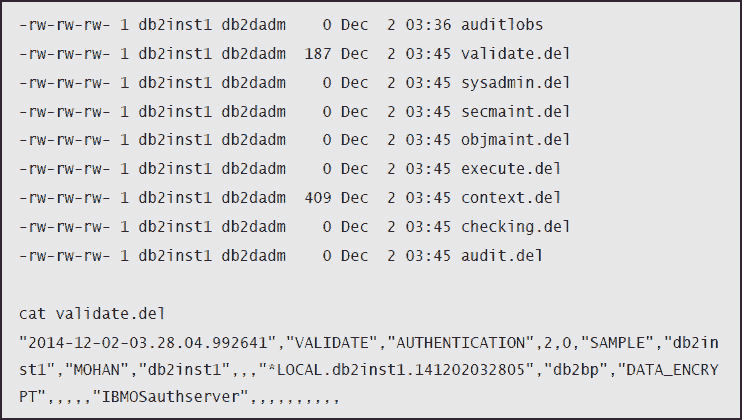 -rw-rw-rw- 1 db2inst1 db2dadm    0 Dec  2 03:36 auditlobs
-rw-rw-rw- 1 db2inst1 db2dadm  187 Dec  2 03:45 validate.del
-rw-rw-rw- 1 db2inst1 db2dadm    0 Dec  2 03:45 sysadmin.del
-rw-rw-rw- 1 db2inst1 db2dadm    0 Dec  2 03:45 secmaint.del
-rw-rw-rw- 1 db2inst1 db2dadm    0 Dec  2 03:45 objmaint.del
-rw-rw-rw- 1 db2inst1 db2dadm    0 Dec  2 03:45 execute.del
-rw-rw-rw- 1 db2inst1 db2dadm  409 Dec  2 03:45 context.del
-rw-rw-rw- 1 db2inst1 db2dadm    0 Dec  2 03:45 checking.del
-rw-rw-rw- 1 db2inst1 db2dadm    0 Dec  2 03:45 audit.del
cat validate.del
"2014-12-02-03.28.04.992641","VALIDATE","AUTHENTICATION",2,0,"SAMPLE","db2in
st1","MOHAN","db2inst1",,,"*LOCAL.db2inst1.141202032805","db2bp","DATA_ENCRY
PT",,,,,"IBMOSauthserver",,,,,,,,,,